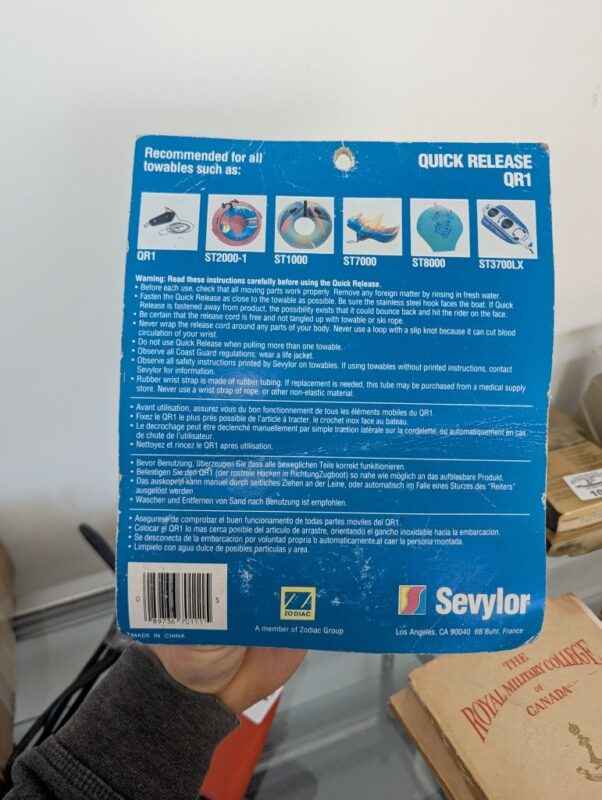 Recommended for all
towables such as:
QUICK RELEASE
QR1
QR1
ST2000-1
ST1000
ST7000
ST8000
ST3700LX
Warning: Read these instructions carefully before using the Quick Release.
• Before each use, check that all moving parts work properly. Remove any foreign matter by rinsing in fresh water.
• Fasten the Quick Release as close to the towable as possible. Be sure the stainless steel hook faces the boat. If Quick
Release is fastened away from product, the possibility exists that it could bounce back and hit the rider on the face.
• Be certain that the release cord is free and not tangled up with towable or ski rope.
• Never wrap the release cord around any parts of your body. Never use a loop with a slip knot because it can cut blood
circulation of your wrist.
• Do not use Quick Release when pulling more than one towable.
• Observe all Coast Guard regulations, wear a life jacket.
• Observe all safety instructions printed by Sevylor on towables. If using towables without printed instructions, contact
Sevylor for information.
• Rubber wrist strap is made of rubber tubing. If replacement is needed, this tube may be purchased from a medical supply
store. Never use a wrist strap of rope, or other non-elastic material.
• Avant utilisation, assurez vous du bon fonctionnement de tous les éléments mobiles du QR1.
• Fixez le QR1 le plus près possible de l'article à tracter, le crochet inox face au bateau.
• Le decrochage peut être declenché manuellement par simple traction latérale sur la cordelette, ou automatiquement en cas
de chute de l'utilisateur.
• Nettoyez et rincez le QR1 apres utilisation.
• Bevor Benutzung, überzeugen Sie dass alle beweglichen Teile korrekt funktionieren.
• Befestigen Sie den QR1 (der rostreie Hacken in RichtungZugboot) so nahe wie möglich an das aufblesbare Produkt.
• Das auskoppeln kann manuel durch seitliches Ziehen an der Leine, oder automatisch im Falle eines Sturzes des "Reiters"
ausgelöst werden
• Waschen und Entfernen von Sand nach Benutzung ist empfohlen.
• Asegurese de comprobar el buen funcionamento de todas partes moviles del QR1.
• Colocar el QR1 lo mas cerca posible del articulo de arrastre, orientando el gancho inoxidable hacia la embarcacion.
• Se desconecta de la embarcacion por voluntad propria o automaticamente al caer la persona montada.
• Limpielo con agua dulce de posibles particulas y area.
0
5
MADE IN CHINA
ZODIAC
A member of Zodiac Group
Sevylor
Los Angeles, CA 90040 68 Buhl, France
THE
ROYAL MILITARY COLLEGE
OF
CANADA